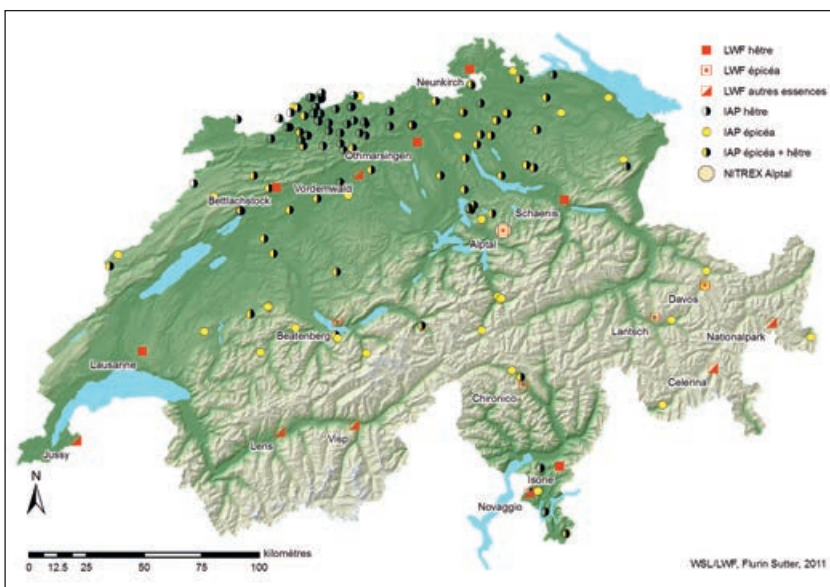 Neunkirch
LWF hêtre
LWF épicéa
LWF autres essences
IAP hêtre
IAP épicéa
IAP épicéa + hêtre
NITREX Alptal
Othmarsingen
Vordemwald
Bettlachstock
Schaenis
Alptal
Davos
Beatenberg
Lantsch
Nationalpark
Lausanne
Celerina
Chironico
Lens
Visp
Jussy
Isone
Novaggio
N
kilomètres
0 12.5 25 50 75 100
WSL/LWF, Flurin Sutter, 2011